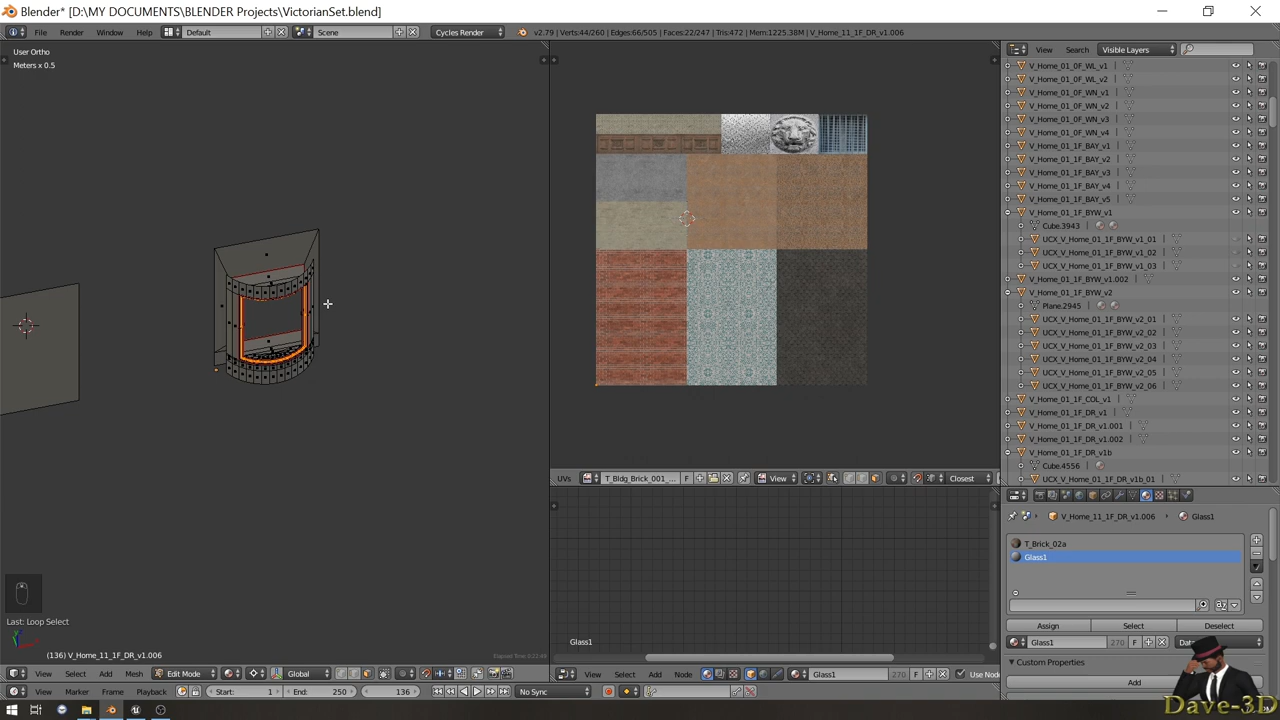 Blender* [D:\MY DOCUMENTS\BLENDER Projects\VictorianSet.blend]
File Render Window Help Default Scene Cycles Render v2.79 | Verts:44/260 | Edges:66/505 | Faces:22/247 | Tris:472 | Mem:1225.38M | V_Home_11_1F_DR_v1.006
User Ortho
Meters x 0.5
View Search Visible Layers
V_Home_01_0F_WL_v1
V_Home_01_0F_WL_v2
V_Home_01_0F_WN_v1
V_Home_01_0F_WN_v2
V_Home_01_0F_WN_v3
V_Home_01_0F_WN_v4
V_Home_01_1F_BAY_v1
V_Home_01_1F_BAY_v2
V_Home_01_1F_BAY_v3
V_Home_01_1F_BAY_v4
V_Home_01_1F_BAY_v5
V_Home_01_1F_BYW_v1
Cube.3943
UCX_V_Home_01_1F_BYW_v1_01
UCX_V_Home_01_1F_BYW_v1_02
UCX_V_Home_01_1F_BYW_v1_03
V_Home_01_1F_BYW_v1.002
V_Home_01_1F_BYW_v2
Plane.2945
UCX_V_Home_01_1F_BYW_v2_01
UCX_V_Home_01_1F_BYW_v2_02
UCX_V_Home_01_1F_BYW_v2_03
UCX_V_Home_01_1F_BYW_v2_04
UCX_V_Home_01_1F_BYW_v2_05
UCX_V_Home_01_1F_BYW_v2_06
V_Home_01_1F_COL_v1
V_Home_01_1F_DR_v1
V_Home_01_1F_DR_v1.001
V_Home_01_1F_DR_v1.002
V_Home_01_1F_DR_v1b
Cube.4556
UCX_V_Home_01_1F_DR_v1b_01
UVs T_Bldg_Brick_001_... F View Closest
V_Home_11_1F_DR_v1.006 Glass1
T_Brick_02a
Glass1
Assign Select Deselect
Glass1 270 F Data
Custom Properties
Add
Last: Loop Select
Glass1
(136) V_Home_11_1F_DR_v1.006
View Select Add Mesh Edit Mode Global
View Select Add Node Glass1 270 F Use Node
View Marker Frame Playback Start: 1 End: 250 136 No Sync
Dave-3D